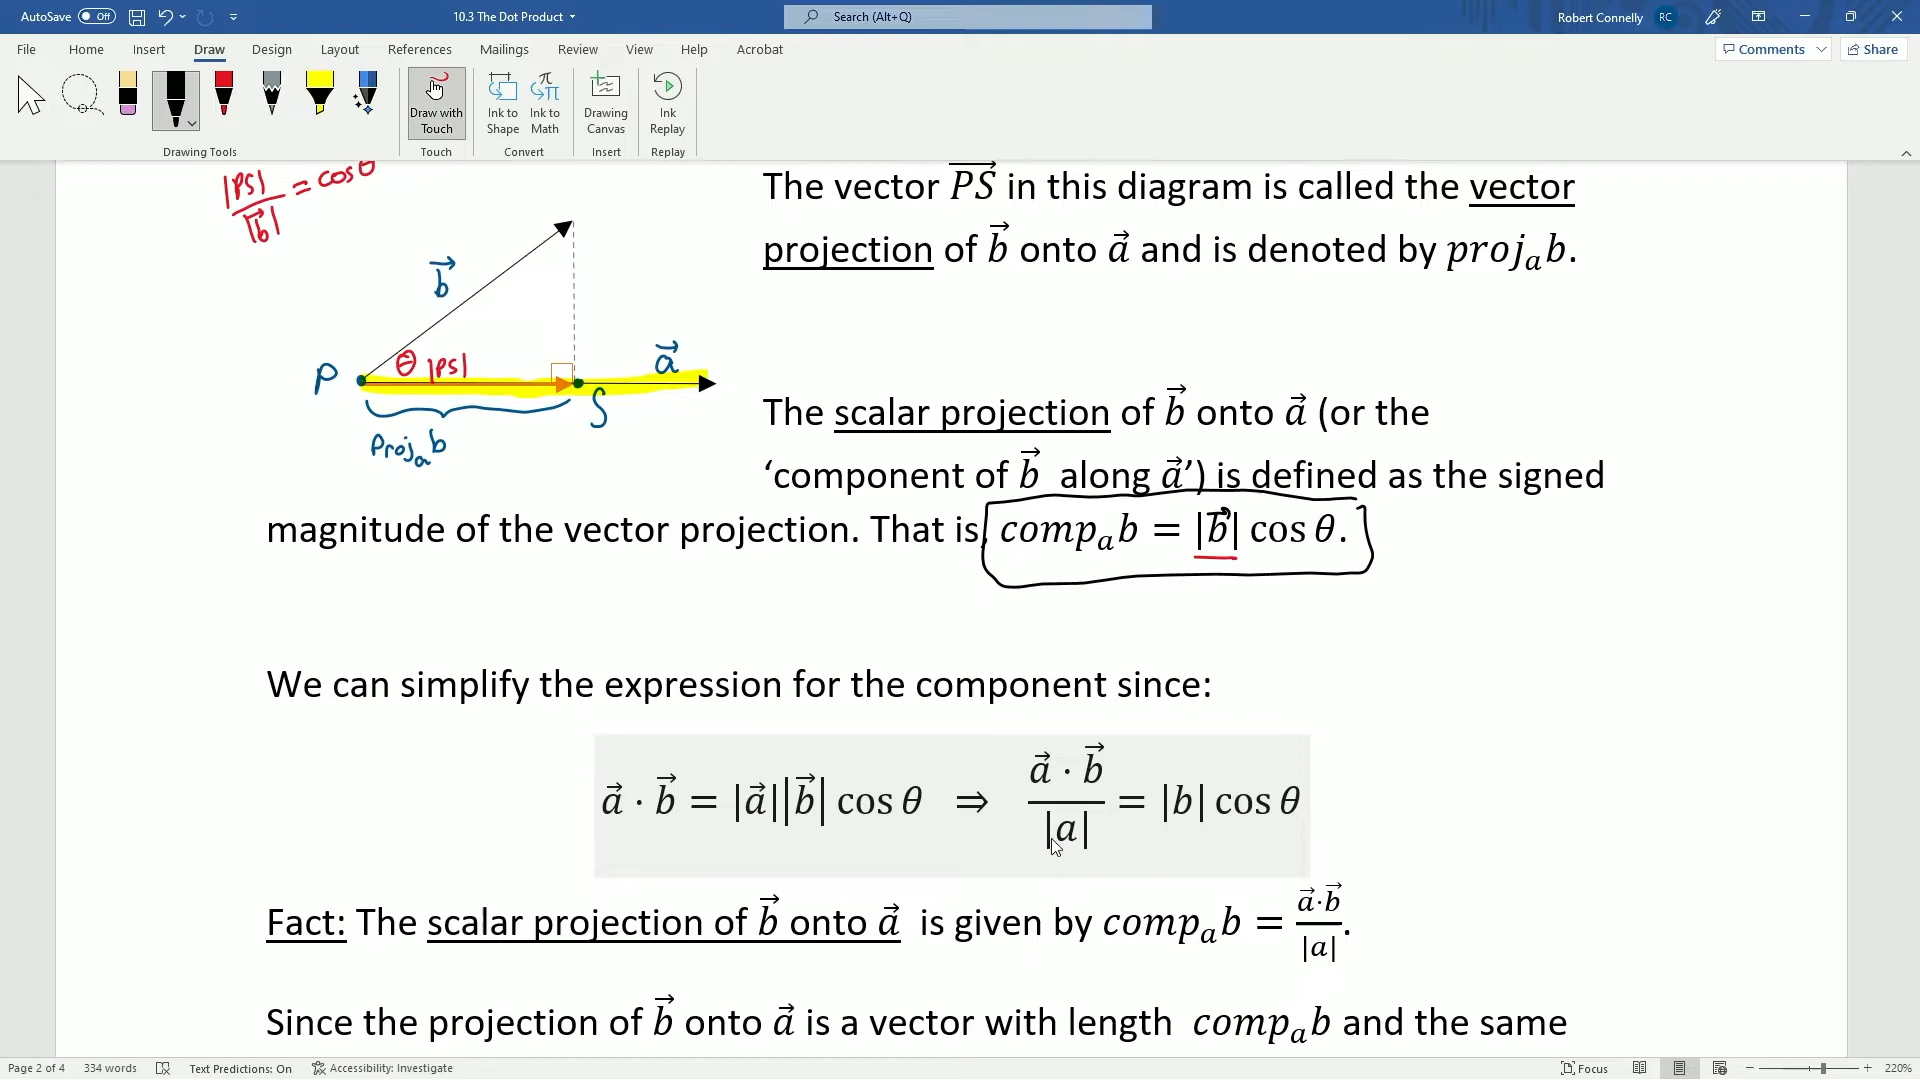 AutoSave Off 10.3 The Dot Product Search (Alt+Q) Robert Connelly RC
File Home Insert Draw Design Layout References Mailings Review View Help Acrobat Comments Share
Draw with Touch Ink to Shape Ink to Math Drawing Canvas Ink Replay
Drawing Tools Touch Convert Insert Replay
|PS| / |b⃗| = cos θ
b⃗
θ |PS| a⃗
P S
Proj_a b
The vector PS⃗ in this diagram is called the vector
projection of b⃗ onto a⃗ and is denoted by proj_a b.
The scalar projection of b⃗ onto a⃗ (or the
‘component of b⃗ along a⃗’) is defined as the signed
magnitude of the vector projection. That is, comp_a b = |b⃗| cos θ.
We can simplify the expression for the component since:
a⃗ · b⃗ = |a⃗||b⃗| cos θ ⇒ a⃗ · b⃗ / |a| = |b| cos θ
Fact: The scalar projection of b⃗ onto a⃗ is given by comp_a b = a⃗·b⃗ / |a|.
Since the projection of b⃗ onto a⃗ is a vector with length comp_a b and the same
Page 2 of 4 334 words Text Predictions: On Accessibility: Investigate Focus 220%